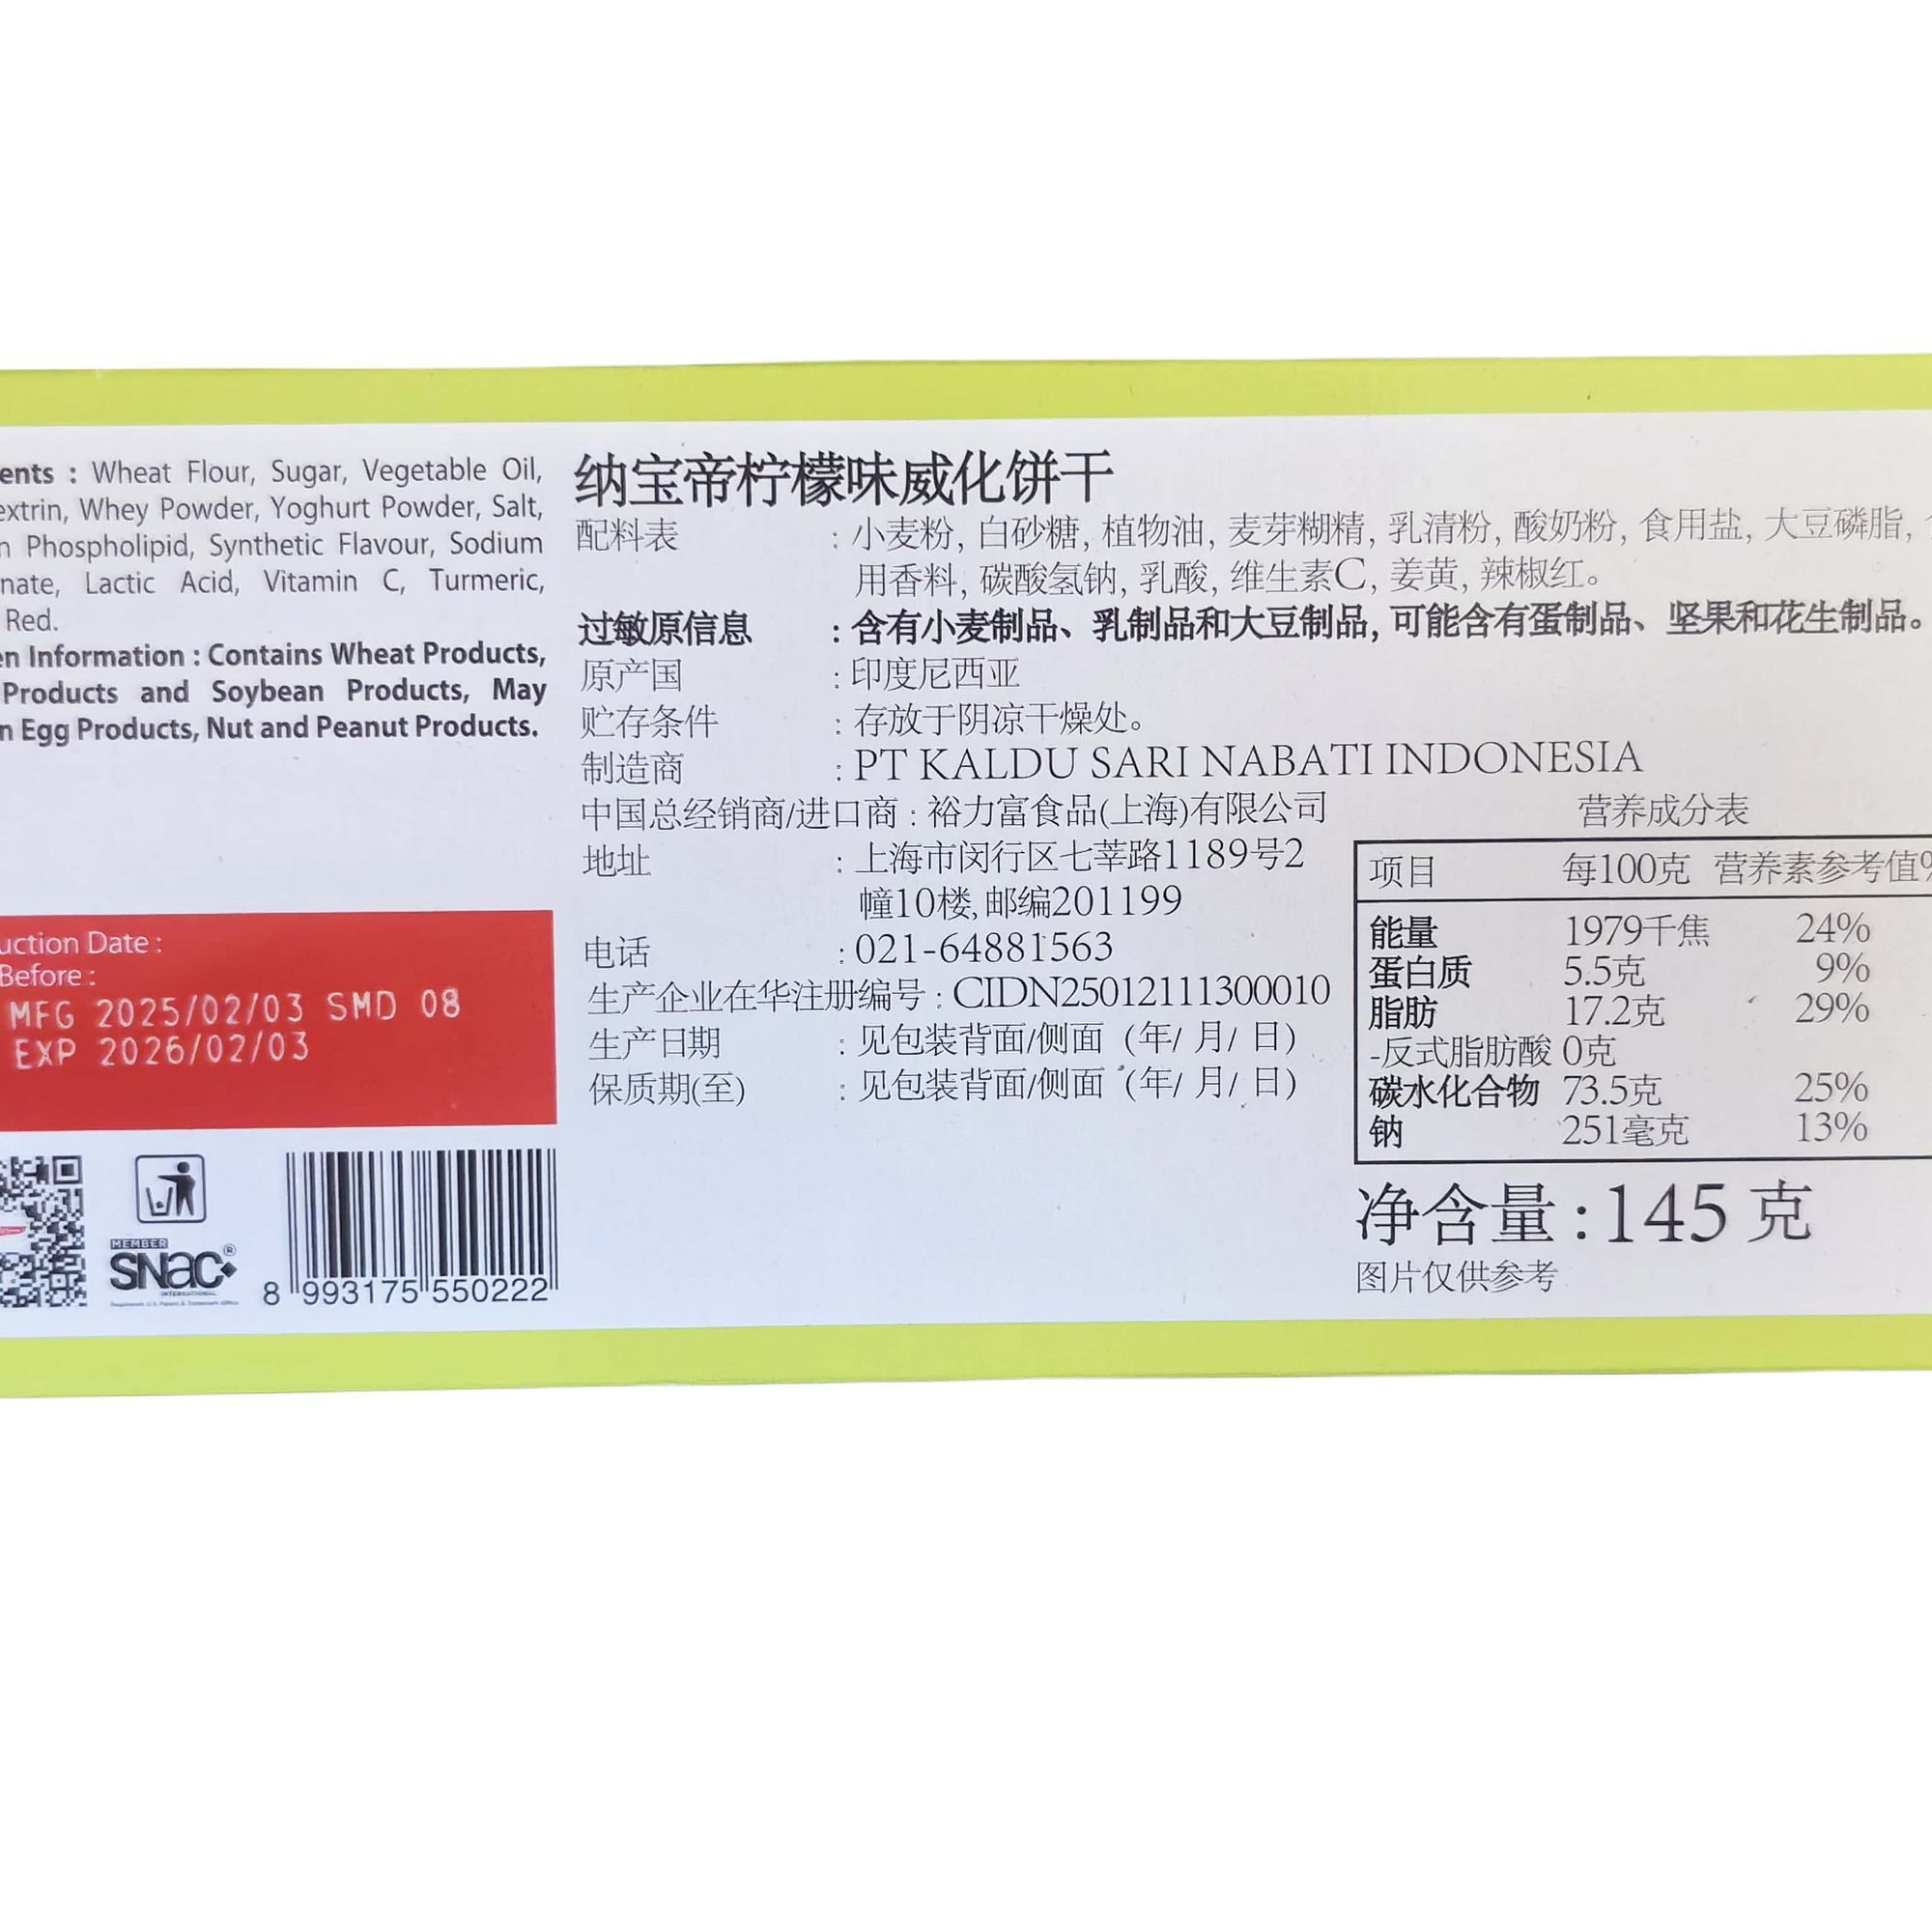 ents : Wheat Flour, Sugar, Vegetable Oil,
extrin, Whey Powder, Yoghurt Powder, Salt,
n Phospholipid, Synthetic Flavour, Sodium
nate, Lactic Acid, Vitamin C, Turmeric,
Red.
en Information : Contains Wheat Products,
Products and Soybean Products, May
n Egg Products, Nut and Peanut Products.
uction Date :
Before :
MFG 2025/02/03 SMD 08
EXP 2026/02/03
MEMBER
SNAC®
INTERNATIONAL
8 993175 550222
纳宝帝柠檬味威化饼干
配料表 : 小麦粉, 白砂糖, 植物油, 麦芽糊精, 乳清粉, 酸奶粉, 食用盐, 大豆磷脂,
用香料, 碳酸氢钠, 乳酸, 维生素C, 姜黄, 辣椒红。
过敏原信息 : 含有小麦制品、乳制品和大豆制品, 可能含有蛋制品、坚果和花生制品。
原产国 : 印度尼西亚
贮存条件 : 存放于阴凉干燥处。
制造商 : PT KALDU SARI NABATI INDONESIA
中国总经销商/进口商 : 裕力富食品(上海)有限公司
地址 : 上海市闵行区七莘路1189号2
幢10楼, 邮编201199
电话 : 021-64881563
生产企业在华注册编号 : CIDN25012111300010
生产日期 : 见包装背面/侧面 (年/ 月/ 日)
保质期(至) : 见包装背面/侧面 (年/ 月/ 日)
营养成分表
项目 每100克 营养素参考值%
能量 1979千焦 24%
蛋白质 5.5克 9%
脂肪 17.2克 29%
-反式脂肪酸 0克
碳水化合物 73.5克 25%
钠 251毫克 13%
净含量 : 145 克
图片仅供参考